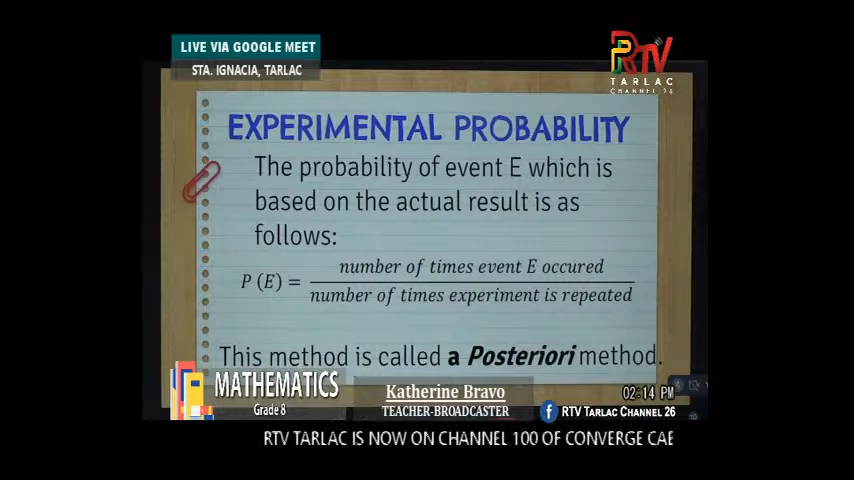 LIVE VIA GOOGLE MEET
STA. IGNACIA, TARLAC
RTV
TARLAC
CHANNEL 26
EXPERIMENTAL PROBABILITY
The probability of event E which is
based on the actual result is as
follows:
P (E) = number of times event E occured / number of times experiment is repeated
This method is called a Posteriori method.
MATHEMATICS
Grade 8
Katherine Bravo
TEACHER-BROADCASTER
02:14 PM
RTV TARLAC CHANNEL 26
RTV TARLAC IS NOW ON CHANNEL 100 OF CONVERGE CAB